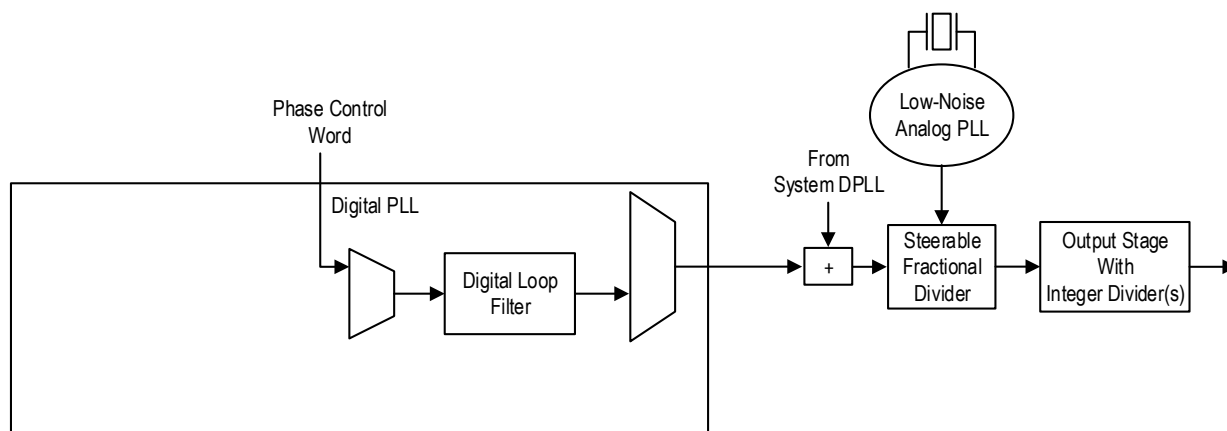 Phase Control
Word
Digital PLL
Digital Loop
Filter
From
System DPLL
+
Low-Noise
Analog PLL
Steerable
Fractional
Divider
Output Stage
With
Integer Divider(s)